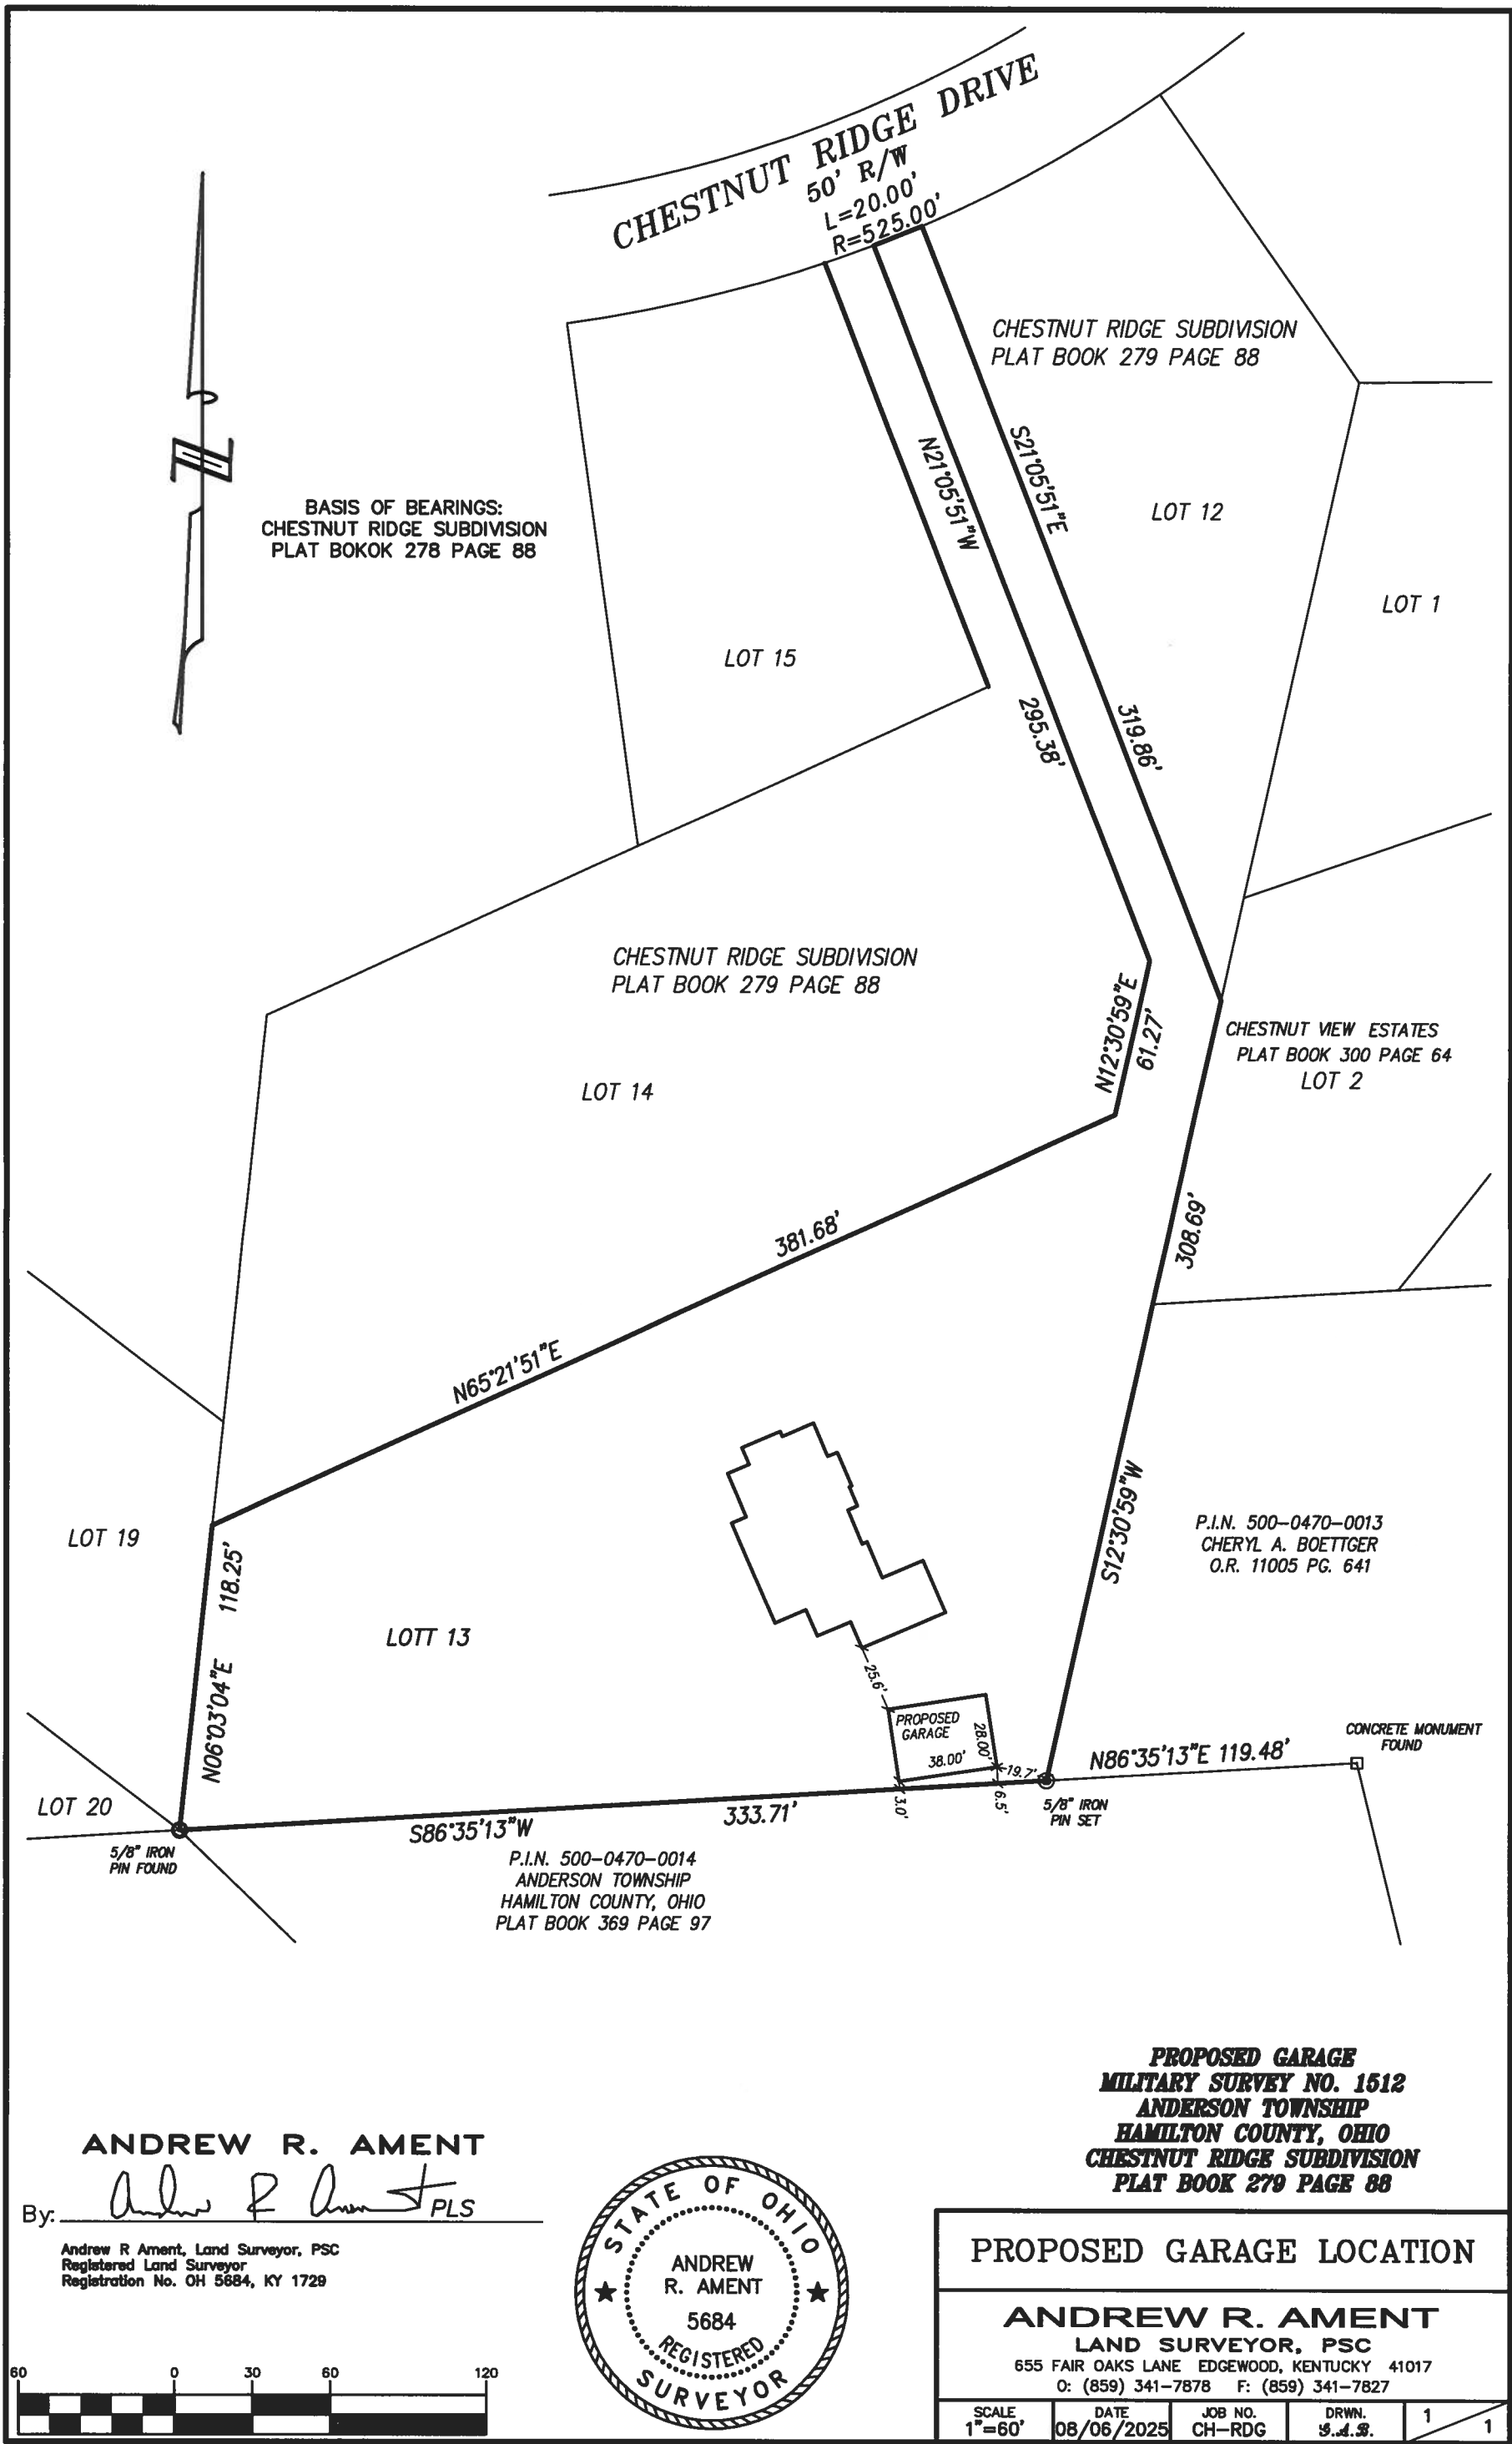 CHESTNUT RIDGE DRIVE
50' R/W
L=20.00'
R=525.00'
CHESTNUT RIDGE SUBDIVISION
PLAT BOOK 279 PAGE 88
N
BASIS OF BEARINGS:
CHESTNUT RIDGE SUBDIVISION
PLAT BOKOK 278 PAGE 88
N21°05'51"W
S21°05'51"E
LOT 12
LOT 1
LOT 15
295.38'
319.86'
CHESTNUT RIDGE SUBDIVISION
PLAT BOOK 279 PAGE 88
N12°30'59"E
61.27'
CHESTNUT VIEW ESTATES
PLAT BOOK 300 PAGE 64
LOT 2
LOT 14
381.68'
308.69'
N65°21'51"E
S12°30'59"W
LOT 19
118.25'
N06°03'04"E
P.I.N. 500-0470-0013
CHERYL A. BOETTGER
O.R. 11005 PG. 641
LOTT 13
25.6'
PROPOSED
GARAGE
28.00'
38.00'
19.7'
3.0'
6.5'
N86°35'13"E 119.48'
CONCRETE MONUMENT
FOUND
LOT 20
5/8" IRON
PIN FOUND
S86°35'13"W
333.71'
5/8" IRON
PIN SET
P.I.N. 500-0470-0014
ANDERSON TOWNSHIP
HAMILTON COUNTY, OHIO
PLAT BOOK 369 PAGE 97
PROPOSED GARAGE
MILITARY SURVEY NO. 1512
ANDERSON TOWNSHIP
HAMILTON COUNTY, OHIO
CHESTNUT RIDGE SUBDIVISION
PLAT BOOK 279 PAGE 88
ANDREW R. AMENT
By: Andrew R Ament PLS
Andrew R Ament, Land Surveyor, PSC
Registered Land Surveyor
Registration No. OH 5684, KY 1729
STATE OF OHIO
ANDREW
R. AMENT
5684
REGISTERED
SURVEYOR
60 0 30 60 120
PROPOSED GARAGE LOCATION
ANDREW R. AMENT
LAND SURVEYOR, PSC
655 FAIR OAKS LANE EDGEWOOD, KENTUCKY 41017
O: (859) 341-7878 F: (859) 341-7827
SCALE
1"=60'
DATE
08/06/2025
JOB NO.
CH-RDG
DRWN.
G.A.B.
1
1